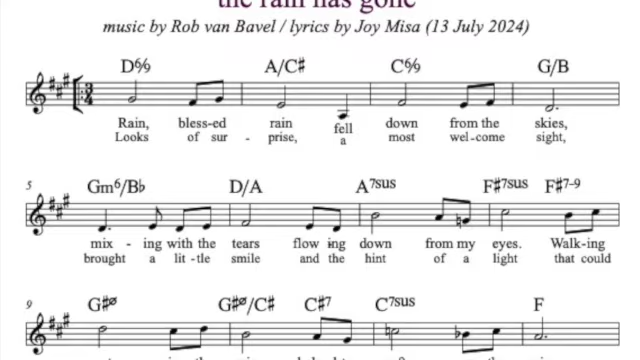 the rain has gone
music by Rob van Bavel / lyrics by Joy Misa (13 July 2024)
D6/9 A/C# C6/9 G/B
3/4
Rain, bless-ed rain fell down from the skies,
Looks of sur - prise, a most wel-come sight,
5 Gm6/Bb D/A A7sus F#7sus F#7-9
mix - ing with the tears flow ing down from my eyes. Walk-ing
brought a lit-tle smile and the hint of a light that could
9 G#ø G#ø/C# C#7 C7sus F